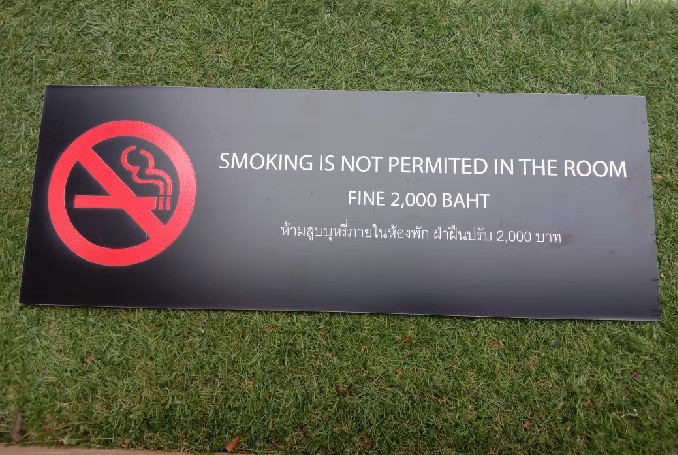 SMOKING IS NOT PERMITED IN THE ROOM
FINE 2,000 BAHT
ห้ามสูบบุหรี่ภายในห้องพัก ฝ่าฝืนปรับ 2,000 บาท